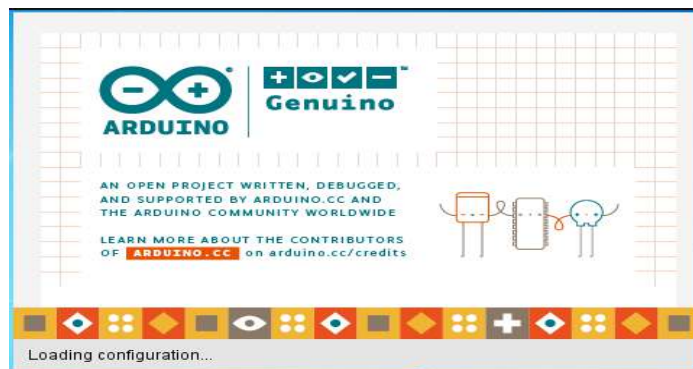 ARDUINO
Genuino
AN OPEN PROJECT WRITTEN, DEBUGGED,
AND SUPPORTED BY ARDUINO.CC AND
THE ARDUINO COMMUNITY WORLDWIDE
LEARN MORE ABOUT THE CONTRIBUTORS
OF ARDUINO.CC on arduino.cc/credits
Loading configuration...